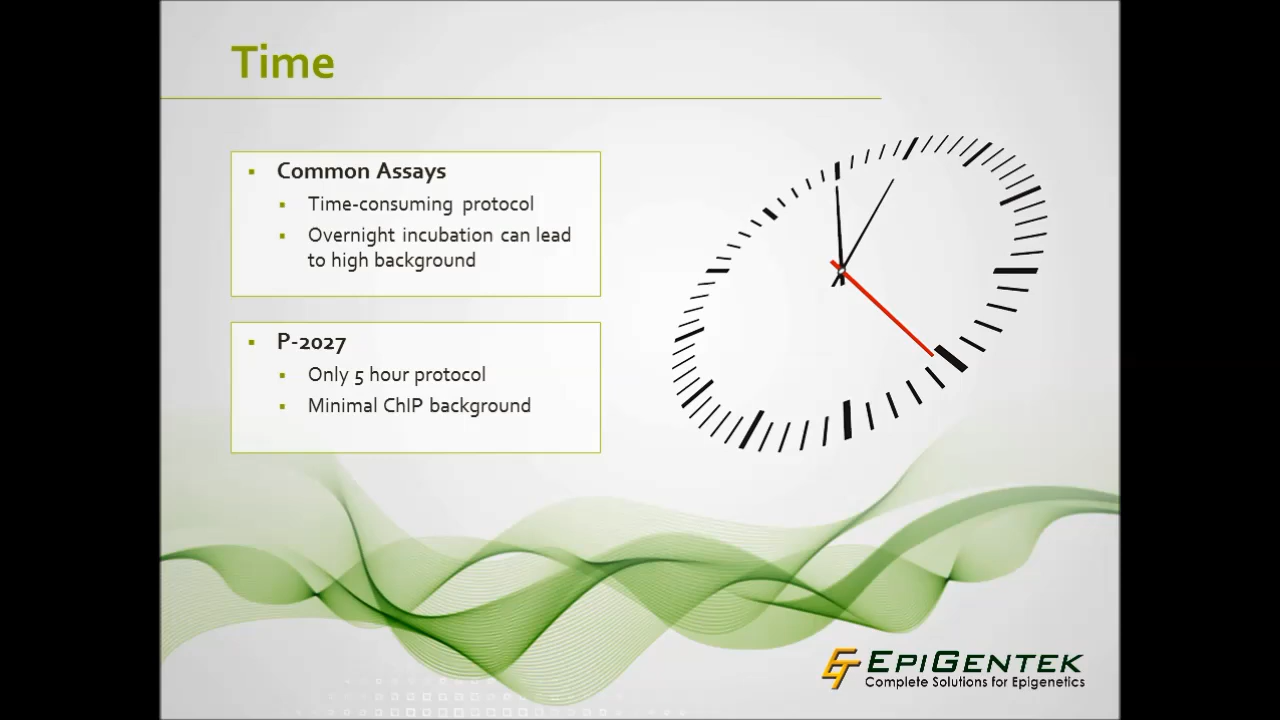 Time
Common Assays
Time-consuming protocol
Overnight incubation can lead
to high background
P-2027
Only 5 hour protocol
Minimal ChIP background
EPIGENTEK
Complete Solutions for Epigenetics